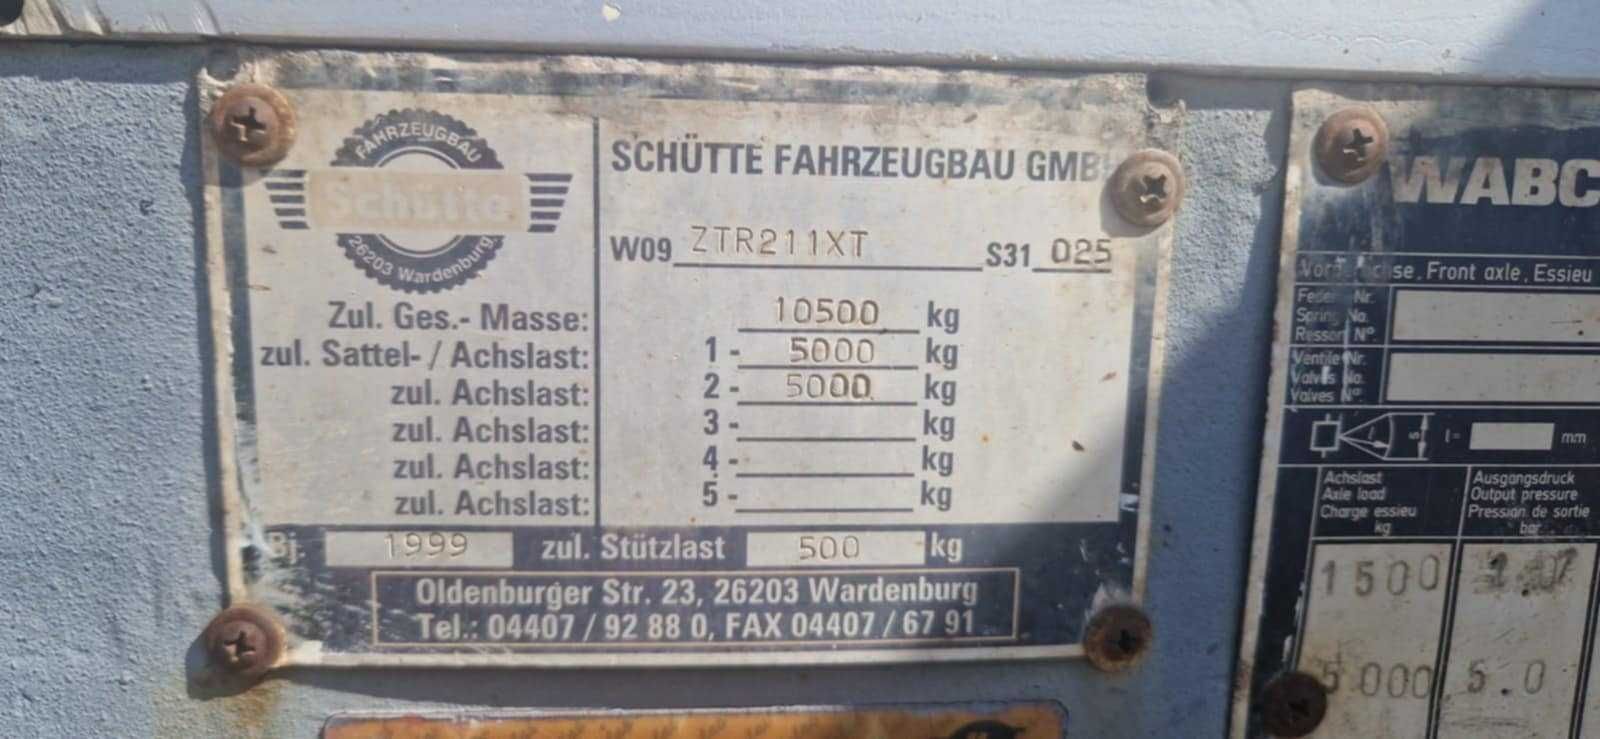 FAHRZEUGBAU
Schütte
26203 Wardenburg
SCHÜTTE FAHRZEUGBAU GMB
W09 ZTR211XT S31 025
Zul. Ges.- Masse: 10500 kg
zul. Sattel- / Achslast: 1 - 5000 kg
zul. Achslast: 2 - 5000 kg
zul. Achslast: 3 - kg
zul. Achslast: 4 - kg
zul. Achslast: 5 - kg
Bj. 1999 zul. Stützlast 500 kg
Oldenburger Str. 23, 26203 Wardenburg
Tel.: 04407 / 92 88 0, FAX 04407 / 67 91
WABC
Vorderachse, Front axle, Essieu
Feder Nr.
Spring No.
Ressort N°.
Ventile Nr.
Valves No.
Valves N°.
l = mm
Achslast
Axle load
Charge essieu
kg
Ausgangsdruck
Output pressure
Pression de sortie
bar
1500
5000 5.0